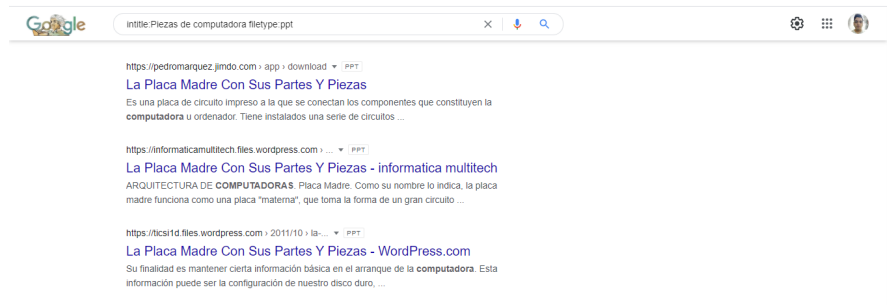 Google
intitle:Piezas de computadora filetype:ppt
https://pedromarquez.jimdo.com › app › download PPT
La Placa Madre Con Sus Partes Y Piezas
Es una placa de circuito impreso a la que se conectan los componentes que constituyen la
computadora u ordenador. Tiene instalados una serie de circuitos ...
https://informaticamultitech.files.wordpress.com › ... PPT
La Placa Madre Con Sus Partes Y Piezas - informatica multitech
ARQUITECTURA DE COMPUTADORAS. Placa Madre. Como su nombre lo indica, la placa
madre funciona como una placa "materna", que toma la forma de un gran circuito ...
https://ticsi1d.files.wordpress.com › 2011/10 › la-... PPT
La Placa Madre Con Sus Partes Y Piezas - WordPress.com
Su finalidad es mantener cierta información básica en el arranque de la computadora. Esta
información puede ser la configuración de nuestro disco duro, ...